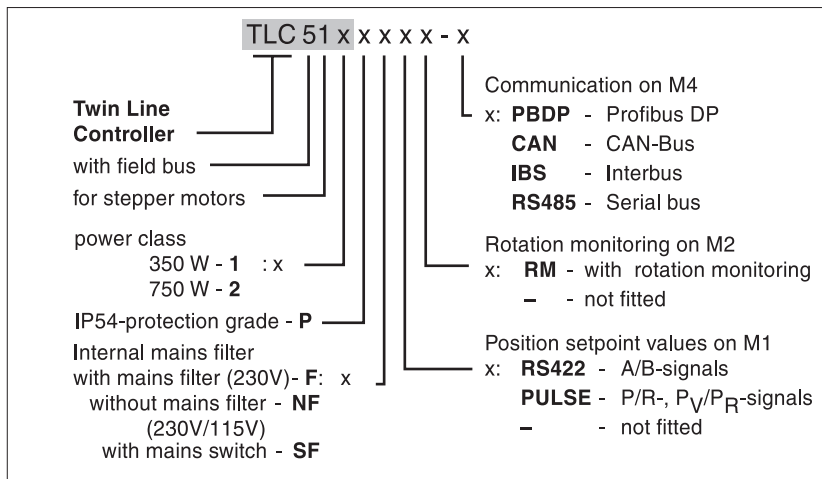 TLC 51 x x x x x - x
Twin Line
Controller
with field bus
for stepper motors
power class
350 W - 1 : x
750 W - 2
IP54-protection grade - P
Internal mains filter
with mains filter (230V)- F: x
without mains filter - NF
(230V/115V)
with mains switch - SF
Communication on M4
x: PBDP - Profibus DP
CAN - CAN-Bus
IBS - Interbus
RS485 - Serial bus
Rotation monitoring on M2
x: RM - with rotation monitoring
– - not fitted
Position setpoint values on M1
x: RS422 - A/B-signals
PULSE - P/R-, PV/PR-signals
– - not fitted